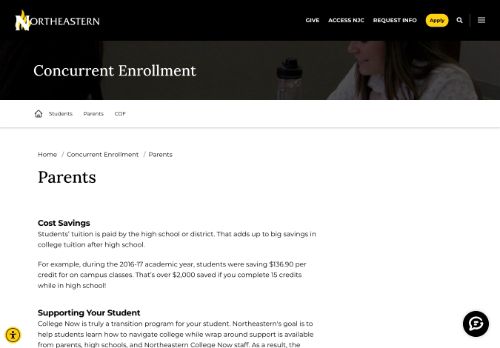 NORTHEASTERN
GIVE ACCESS NJC REQUEST INFO Apply
Concurrent Enrollment
Students Parents COF
Home / Concurrent Enrollment / Parents
Parents
Cost Savings
Students' tuition is paid by the high school or district. That adds up to big savings in
college tuition after high school.
For example, during the 2016-17 academic year, students were saving $136.90 per
credit for on campus classes. That's over $2,000 saved if you complete 15 credits
while in high school!
Supporting Your Student
College Now is truly a transition program for your student. Northeastern's goal is to
help students learn how to navigate college while wrap around support is available
from parents, high schools, and Northeastern College Now staff. As a result, the